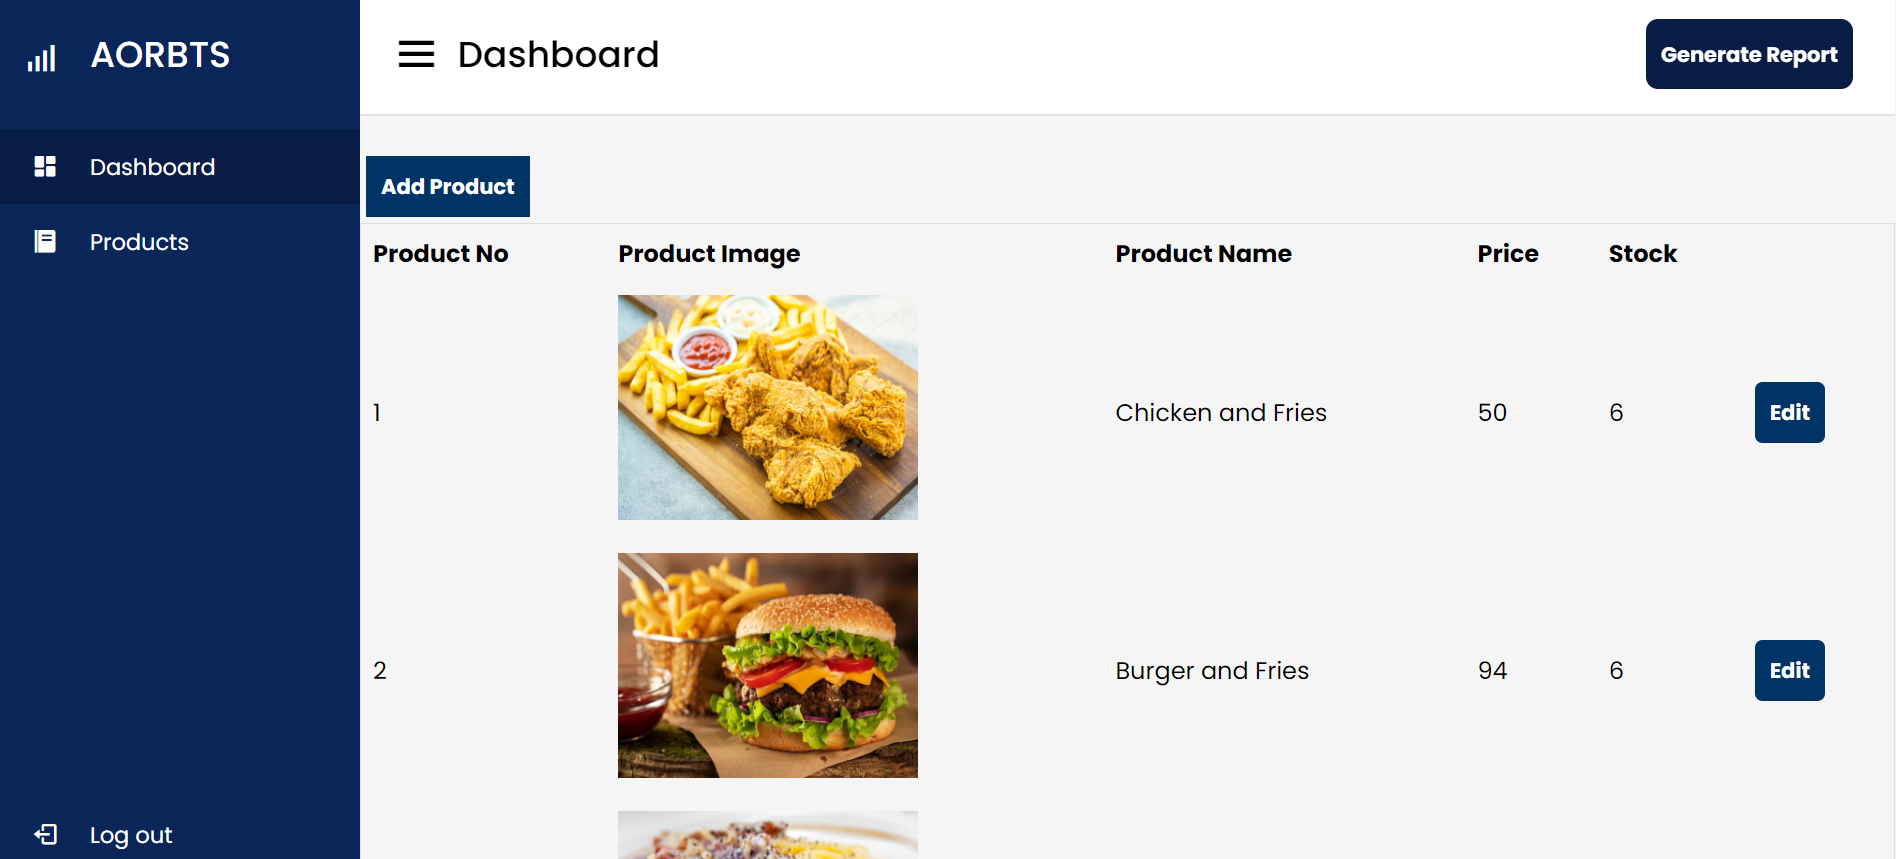 AORBTS
Dashboard
Generate Report
Dashboard
Products
Log out
Add Product
Product No Product Image Product Name Price Stock
1 Chicken and Fries 50 6 Edit
2 Burger and Fries 94 6 Edit